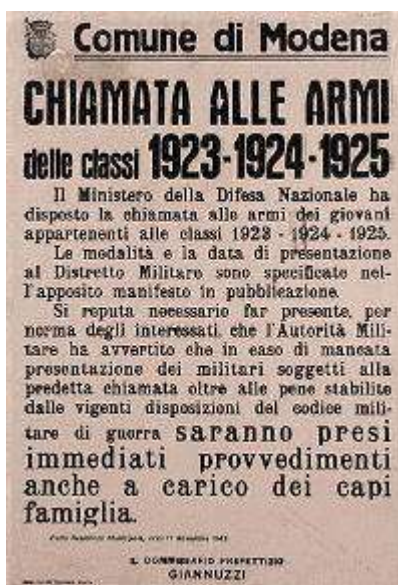 Comune di Modena
CHIAMATA ALLE ARMI
delle classi 1923-1924-1925
Il Ministero della Difesa Nazionale ha
disposto la chiamata alle armi dei giovani
appartenenti alle classi 1923 - 1924 - 1925.
Le modalità e la data di presentazione
al Distretto Militare sono specificate nel-
l'apposito manifesto in pubblicazione.
Si reputa necessario far presente, per
norma degli interessati, che l'Autorità Mili-
tare ha avvertito che in caso di mancata
presentazione dei militari soggetti alla
predetta chiamata oltre alle pene stabilite
dalle vigenti disposizioni del codice mili-
tare di guerra saranno presi
immediati provvedimenti
anche a carico dei capi
famiglia.
IL COMMISSARIO PREFETTIZIO
GIANNUZZI